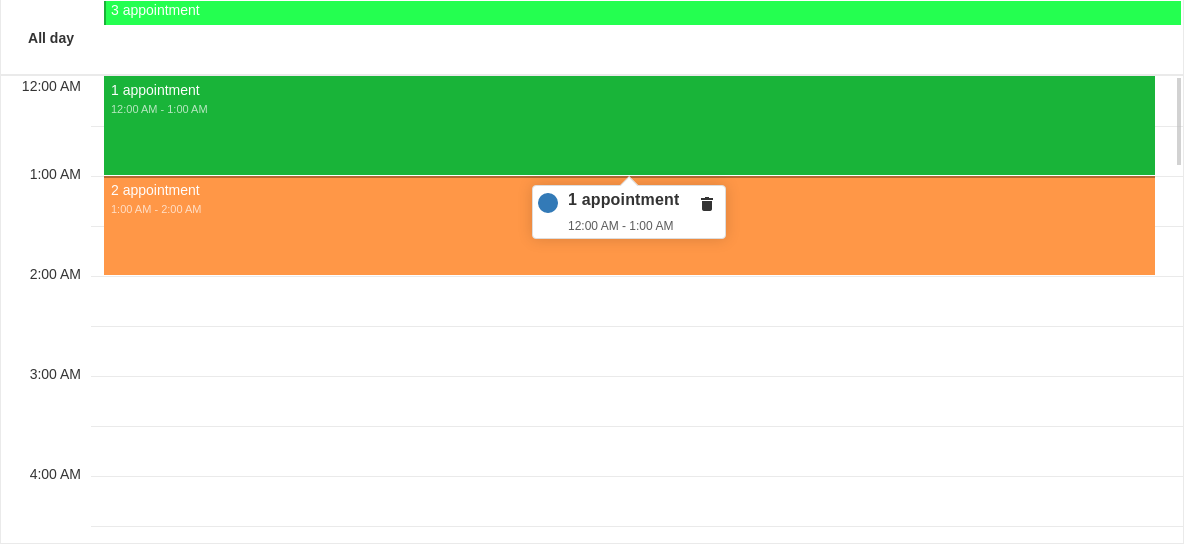 3 appointment
All day
12:00 AM
1 appointment
12:00 AM - 1:00 AM
1:00 AM
2 appointment
1:00 AM - 2:00 AM
1 appointment
12:00 AM - 1:00 AM
2:00 AM
3:00 AM
4:00 AM